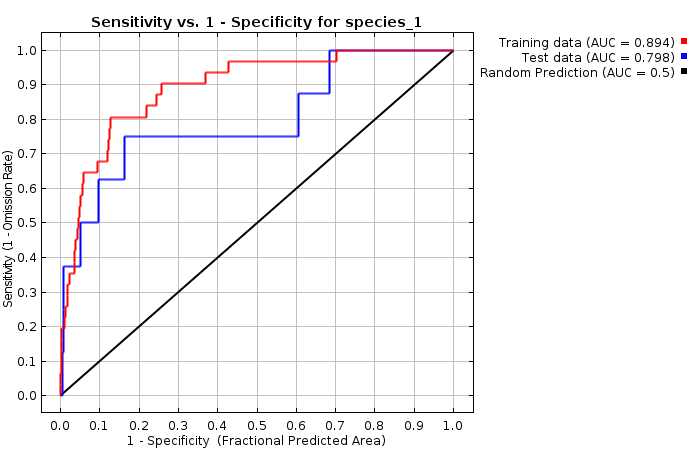 Sensitivity vs. 1 - Specificity for species_1
Training data (AUC = 0.894)
Test data (AUC = 0.798)
Random Prediction (AUC = 0.5)
Sensitivity (1 - Omission Rate)
1.0
0.9
0.8
0.7
0.6
0.5
0.4
0.3
0.2
0.1
0.0
0.0 0.1 0.2 0.3 0.4 0.5 0.6 0.7 0.8 0.9 1.0
1 - Specificity (Fractional Predicted Area)